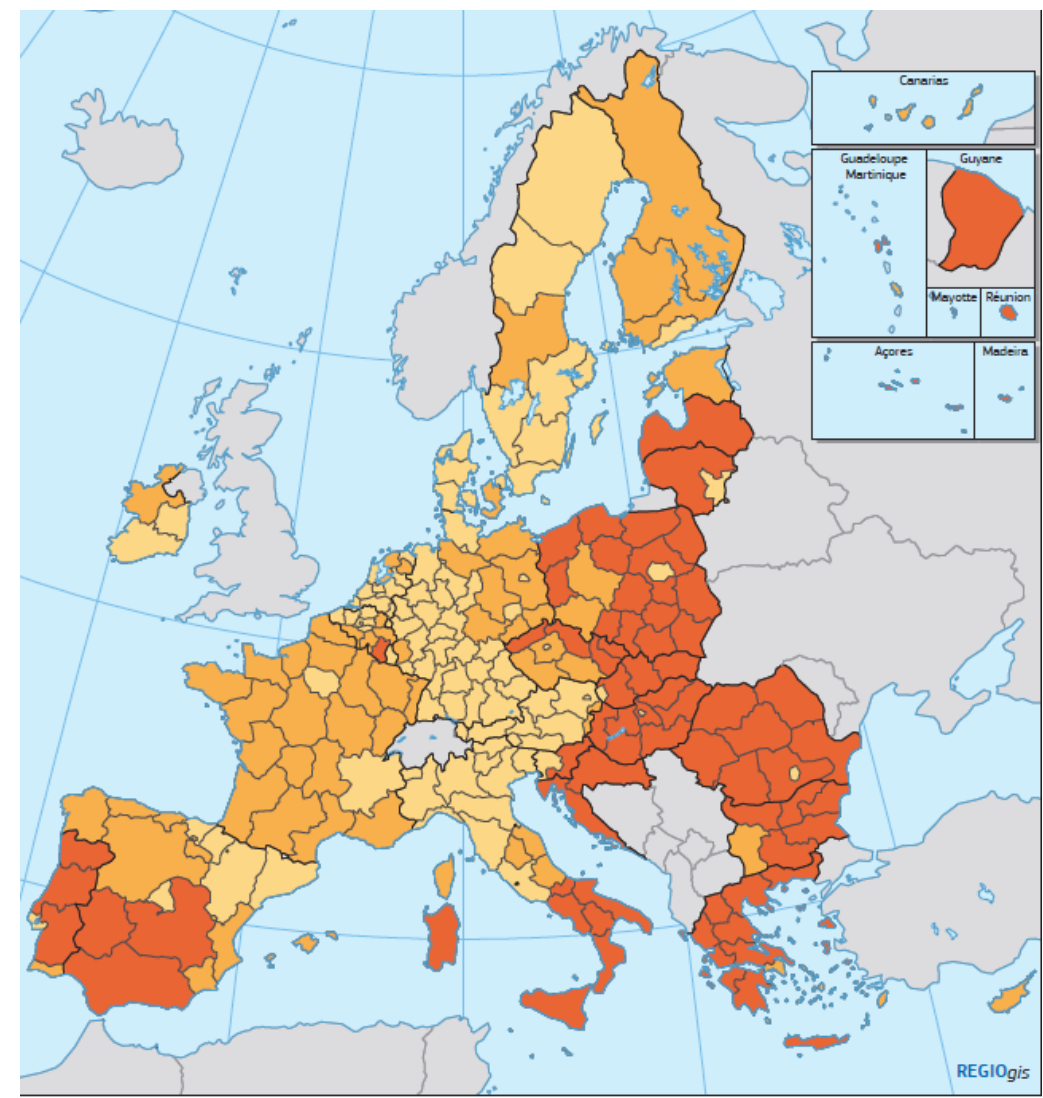 Canarias
Guadeloupe
Martinique
Guyane
Mayotte
Réunion
Açores
Madeira
REGIOgis